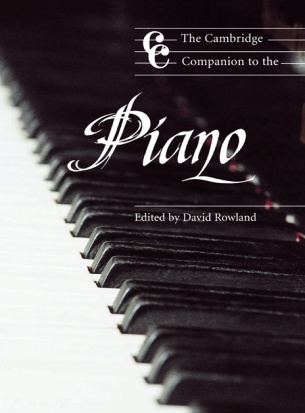 The Cambridge
Companion to the
Piano
Edited by David Rowland